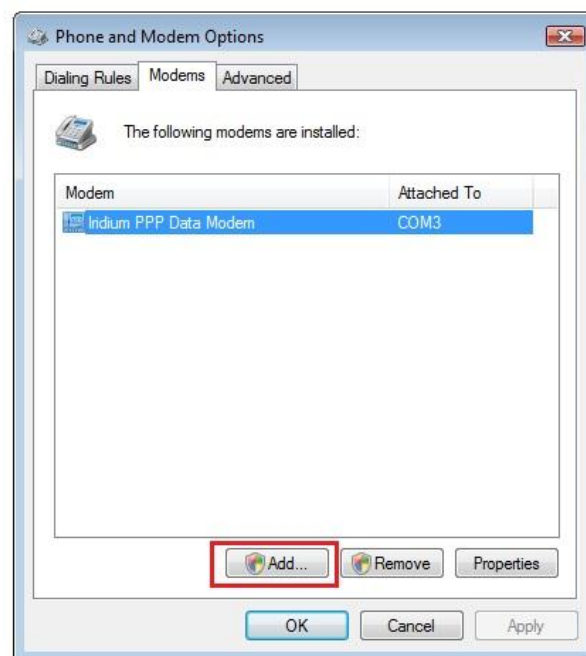 Phone and Modem Options
Dialing Rules Modems Advanced
The following modems are installed:
Modem Attached To
Iridium PPP Data Modem COM3
Add... Remove Properties
OK Cancel Apply